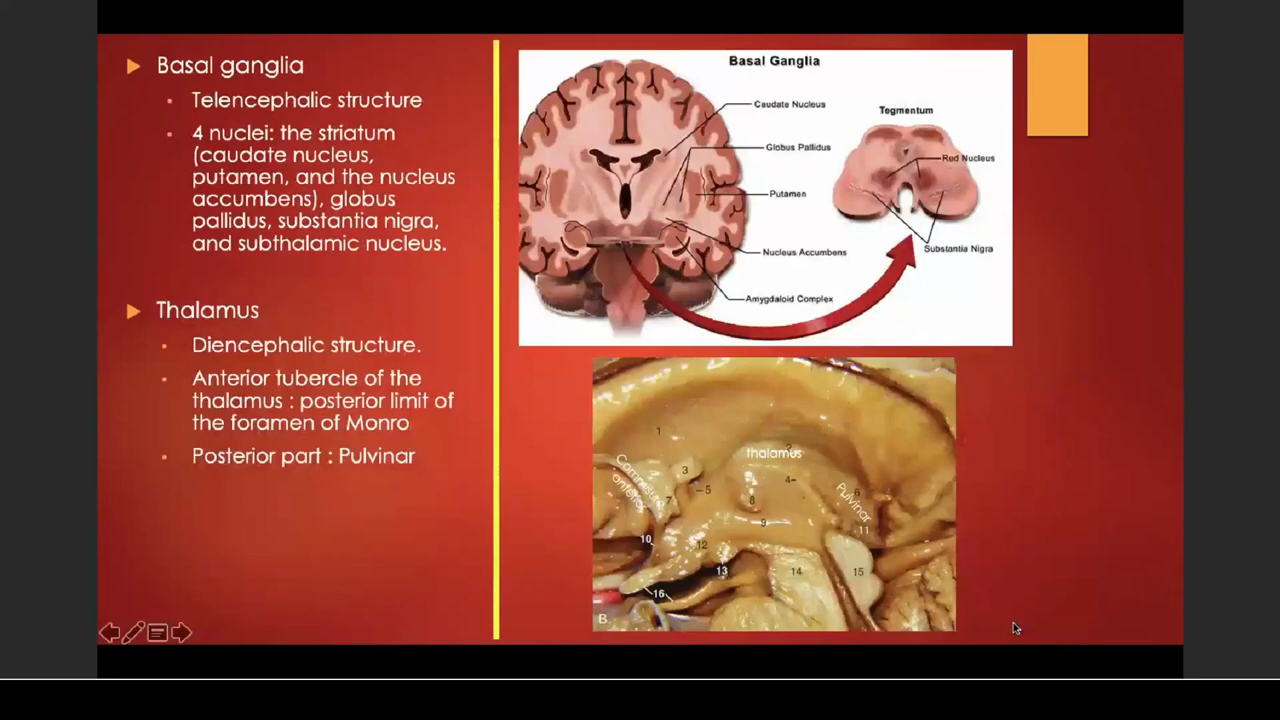 Basal ganglia
Telencephalic structure
4 nuclei: the striatum
(caudate nucleus,
putamen, and the nucleus
accumbens), globus
pallidus, substantia nigra,
and subthalamic nucleus.
Thalamus
Diencephalic structure.
Anterior tubercle of the
thalamus : posterior limit of
the foramen of Monro
Posterior part : Pulvinar
Basal Ganglia
Caudate Nucleus
Globus Pallidus
Putamen
Nucleus Accumbens
Amygdaloid Complex
Tegmentum
Red Nucleus
Substantia Nigra
1
thalamus
3
4
5
6
7
8
9
Pulvinar
10
11
12
13
14
15
16
B